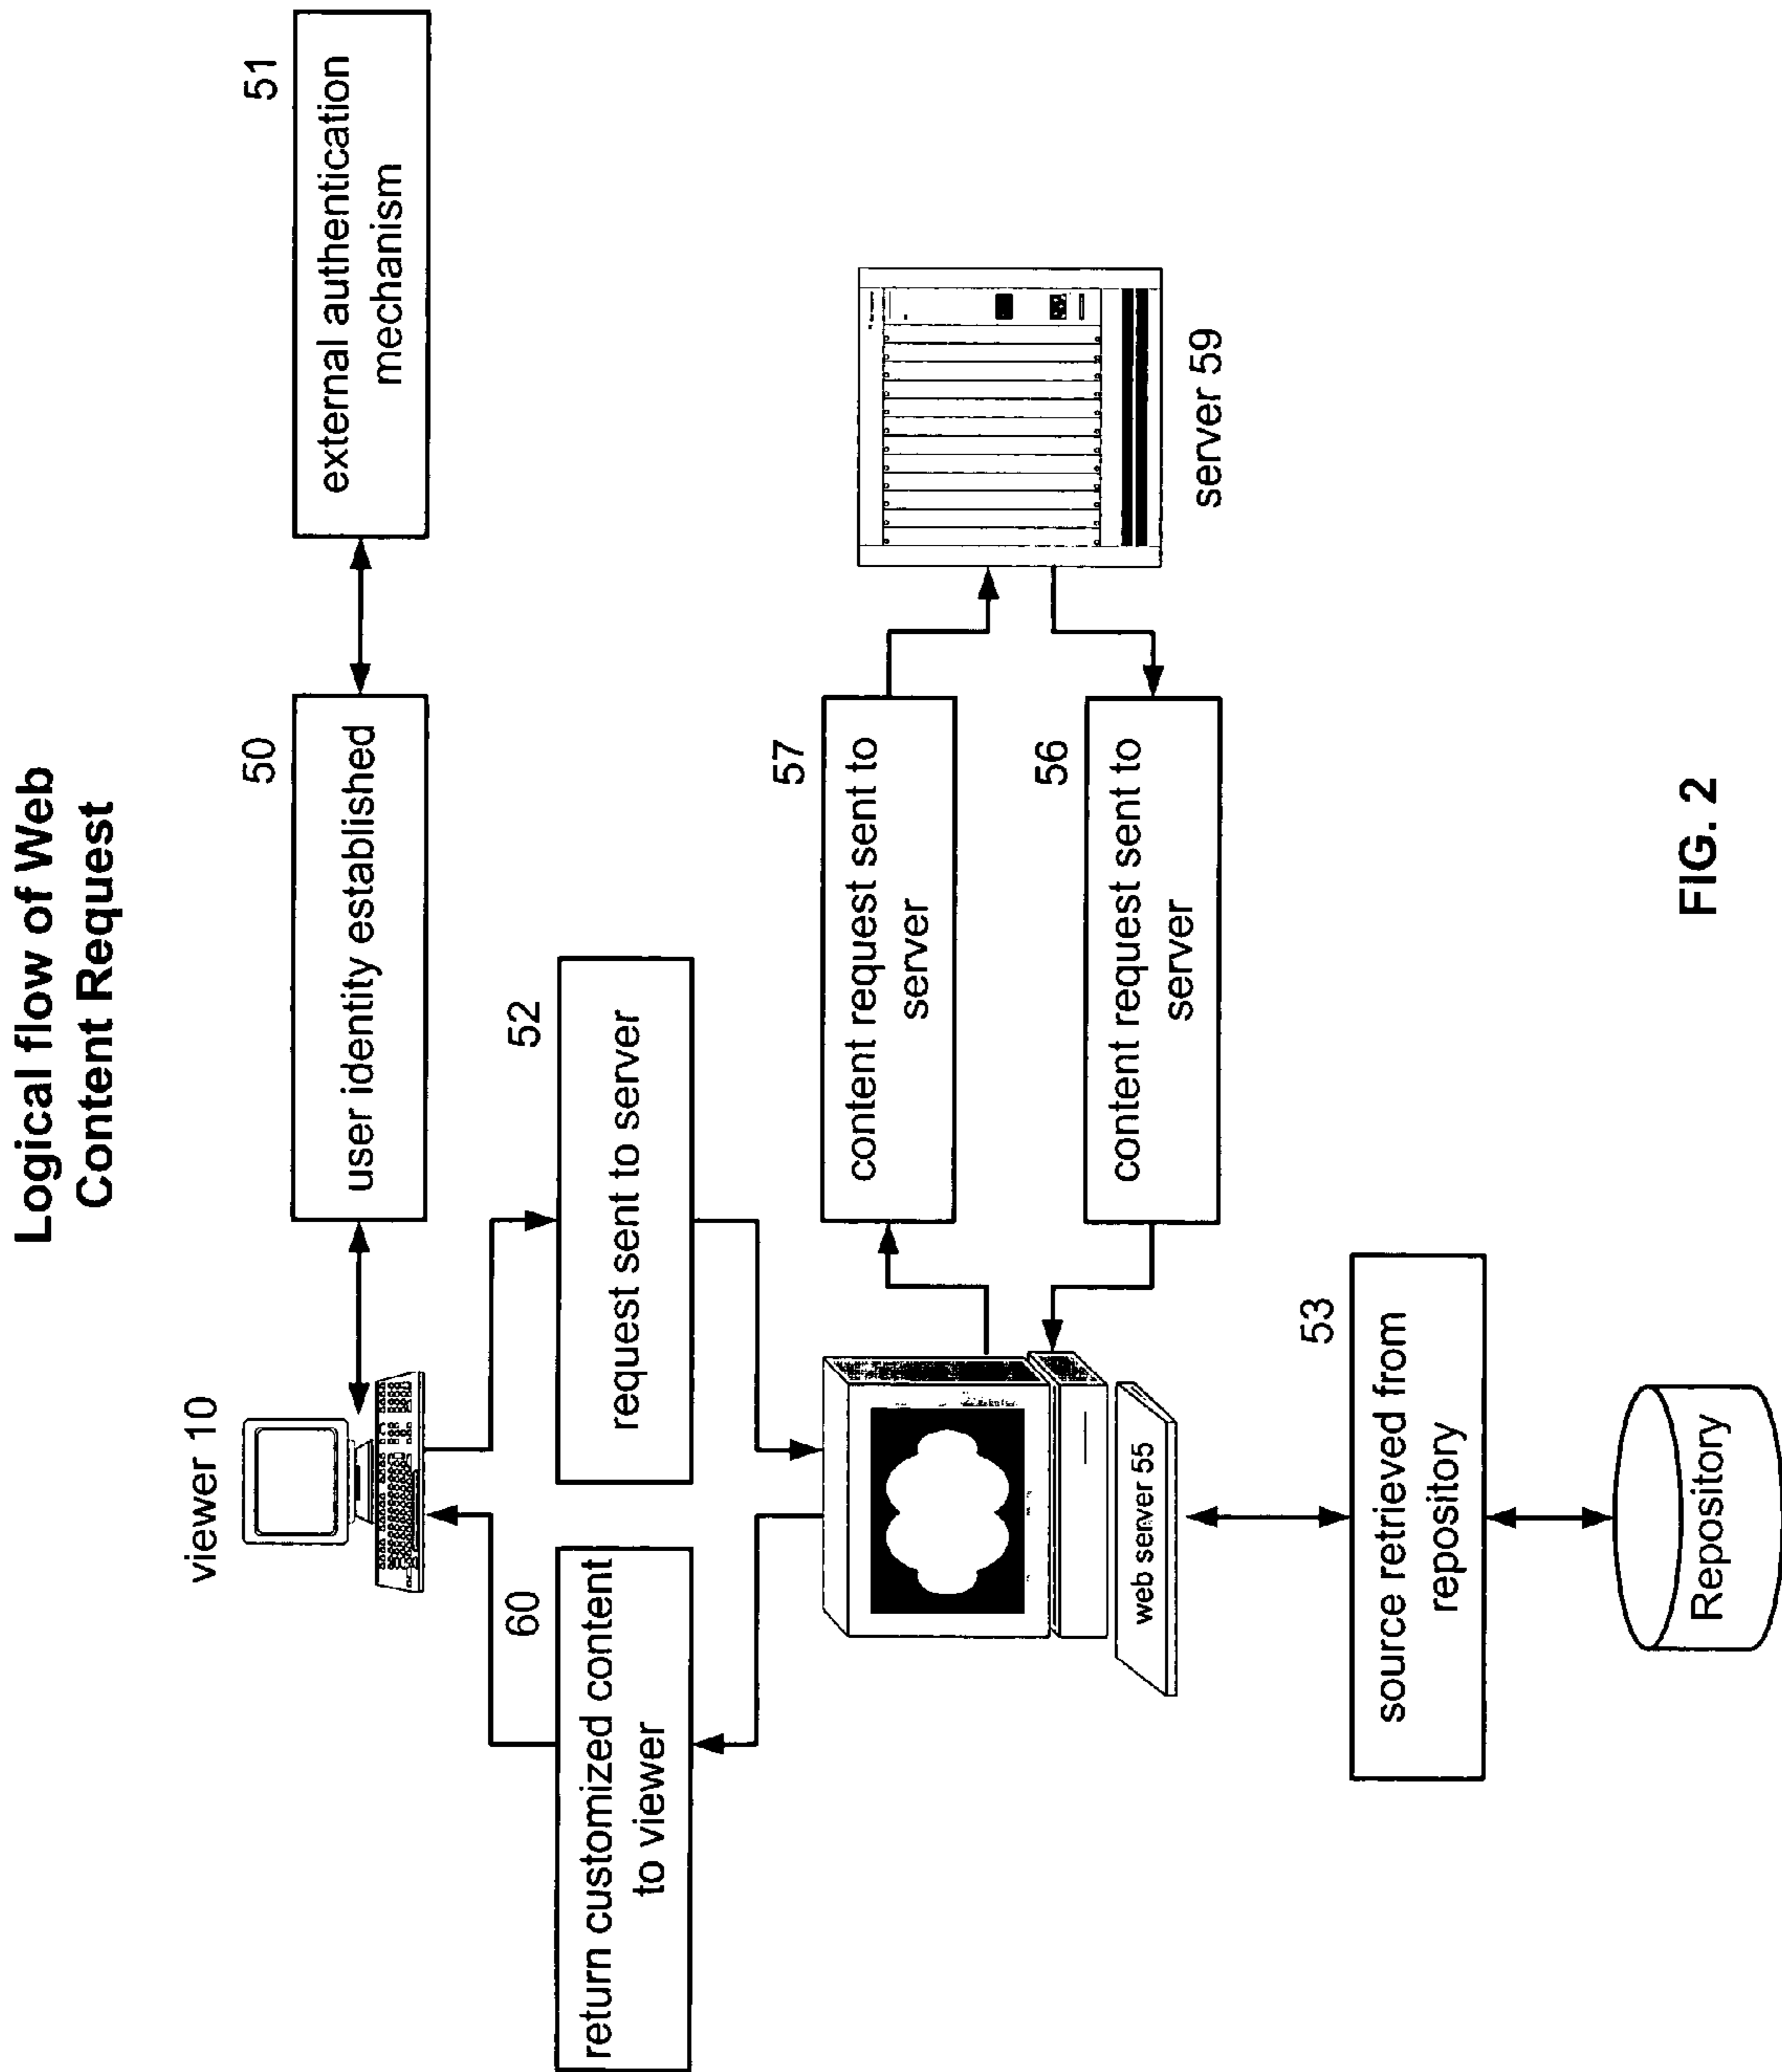 Logical flow of Web
Content Request
viewer 10
50
user identity established
51
external authentication
mechanism
60
return customized content
to viewer
52
request sent to server
57
content request sent to
server
56
content request sent to
server
server 59
web server 55
53
source retrieved from
repository
Repository
FIG. 2